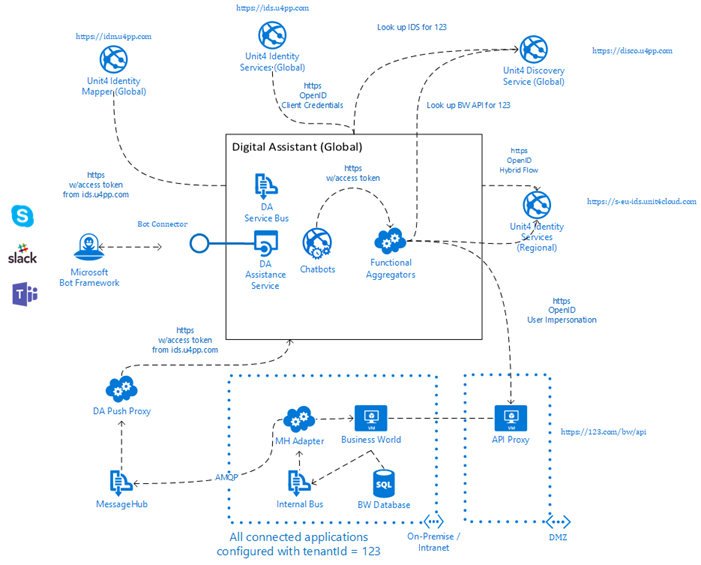 https://ids.u4pp.com
https://idm.u4pp.com
Unit4 Identity
Mapper (Global)
Unit4 Identity
Services (Global)
https
OpenID
Client Credentials
Look up IDS for 123
Look up BW API for 123
Unit4 Discovery
Service (Global)
https://disco.u4pp.com
Digital Assistant (Global)
https
w/access token
from ids.u4pp.com
DA
Service Bus
https
w/access token
https
OpenID
Hybrid Flow
https://s-eu-ids.unit4cloud.com
Unit4 Identity
Services
(Regional)
S
slack
T
Microsoft
Bot Framework
Bot Connector
DA
Assistance
Service
Chatbots
Functional
Aggregators
https
OpenID
User Impersonation
https
w/access token
from ids.u4pp.com
DA Push Proxy
MessageHub
AMQP
MH Adapter
VM
Business World
Internal Bus
SQL
BW Database
VM
API Proxy
https://123.com/bw/api
All connected applications
configured with tenantId = 123
On-Premise /
Intranet
DMZ